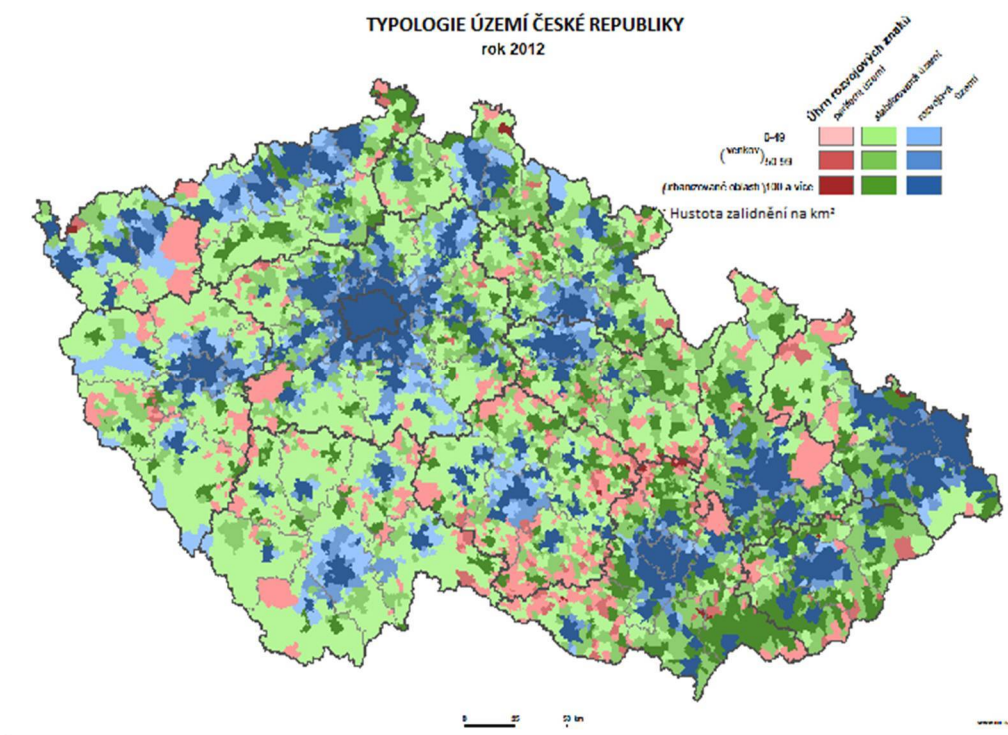 TYPOLOGIE ÚZEMÍ ČESKÉ REPUBLIKY
rok 2012
Úhrn rozvojových znaků
periferní území
stabilizovaná území
rozvojová území
0-49
(venkov) 50-99
(urbanizované oblasti) 100 a více
* Hustota zalidnění na km²
0 25 50 km